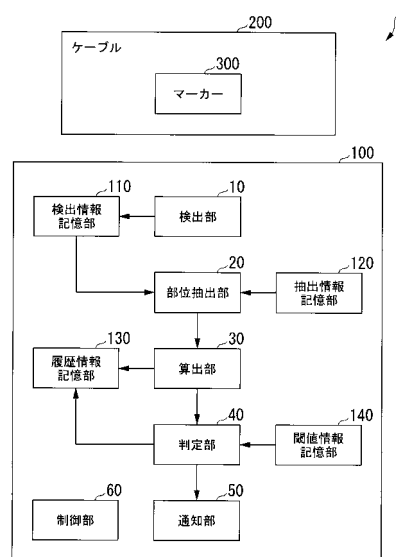 200
ケーブル
300
マーカー
100
110
検出情報
記憶部
10
検出部
20
部位抽出部
120
抽出情報
記憶部
130
履歴情報
記憶部
30
算出部
40
判定部
140
閾値情報
記憶部
60
制御部
50
通知部